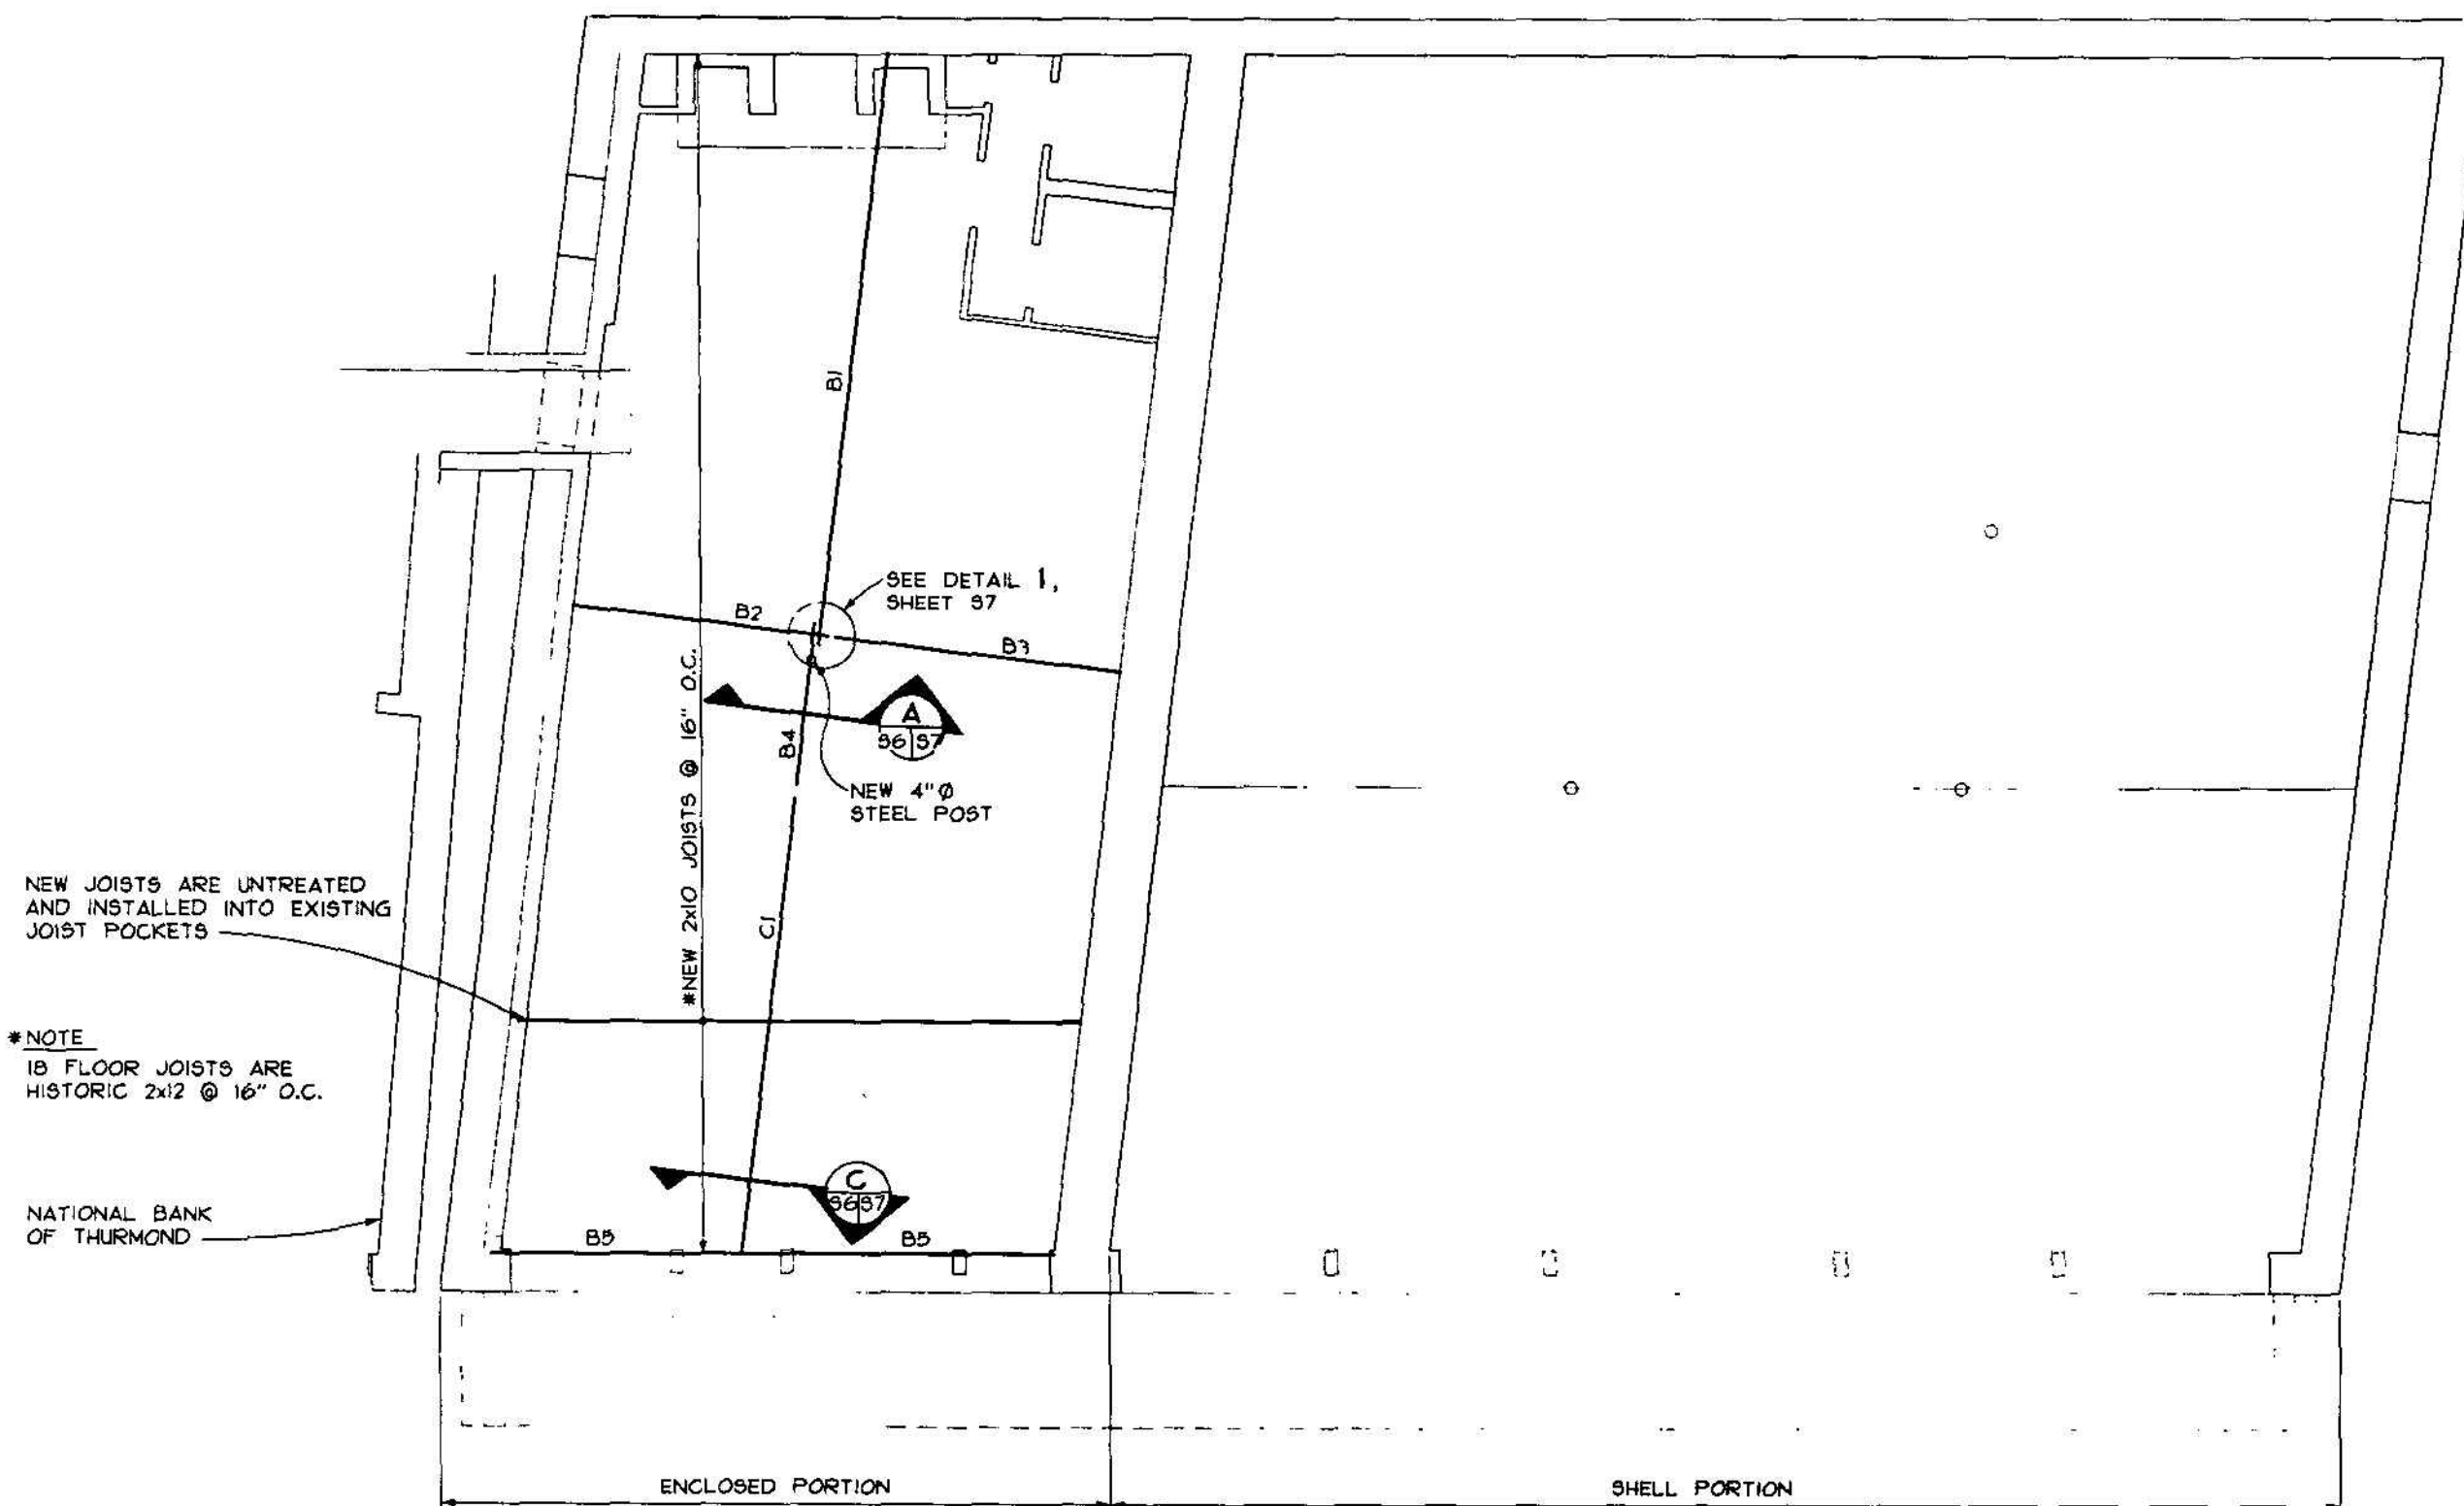 B1
SEE DETAIL 1,
SHEET S7
B2
B3
*NEW 2x10 JOISTS @ 16" O.C.
A
S6 S7
B4
NEW 4"Ø
STEEL POST
C1
NEW JOISTS ARE UNTREATED
AND INSTALLED INTO EXISTING
JOIST POCKETS
*NOTE
18 FLOOR JOISTS ARE
HISTORIC 2x12 @ 16" O.C.
C
S6 S7
NATIONAL BANK
OF THURMOND
B5
B5
ENCLOSED PORTION
SHELL PORTION